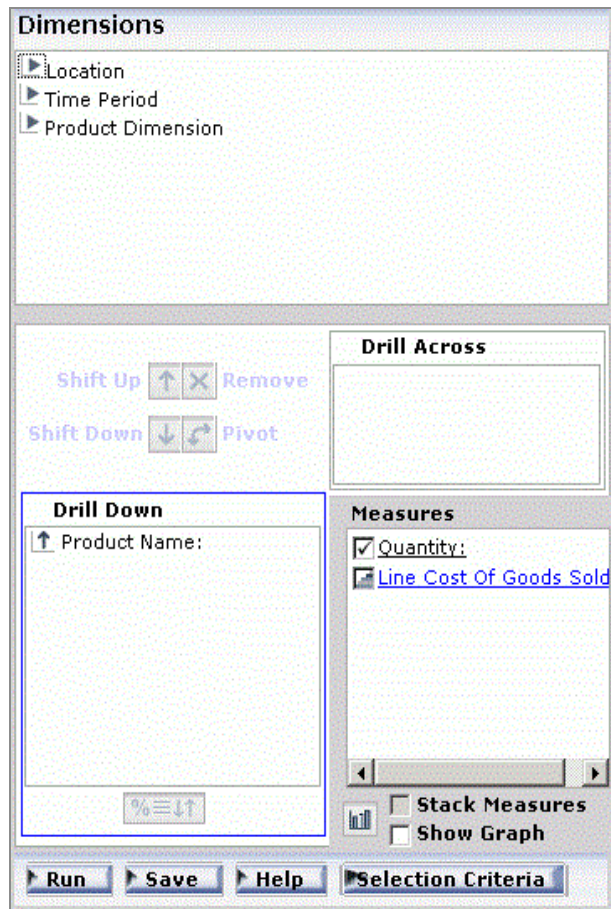 Dimensions
Location
Time Period
Product Dimension
Shift Up Remove
Shift Down Pivot
Drill Across
Drill Down
Product Name:
%
Measures
Quantity:
Line Cost Of Goods Sold
Stack Measures
Show Graph
Run Save Help Selection Criteria